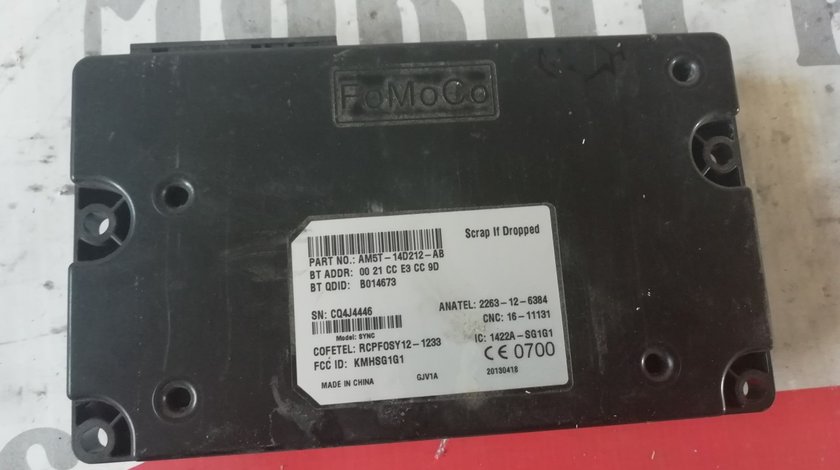 FoMoCo
Scrap If Dropped
PART NO.: AM5T-14D212-AB
BT ADDR: 00 21 CC E3 CC 9D
BT QDID: B014673
ANATEL: 2263-12-6384
SN: CQ4J4446
CNC: 16-11131
Model: SYNC
IC: 1422A-SG1G1
COFETEL: RCPFOSY12-1233
CE 0700
FCC ID: KMHSG1G1
MADE IN CHINA
GJV1A
20130418